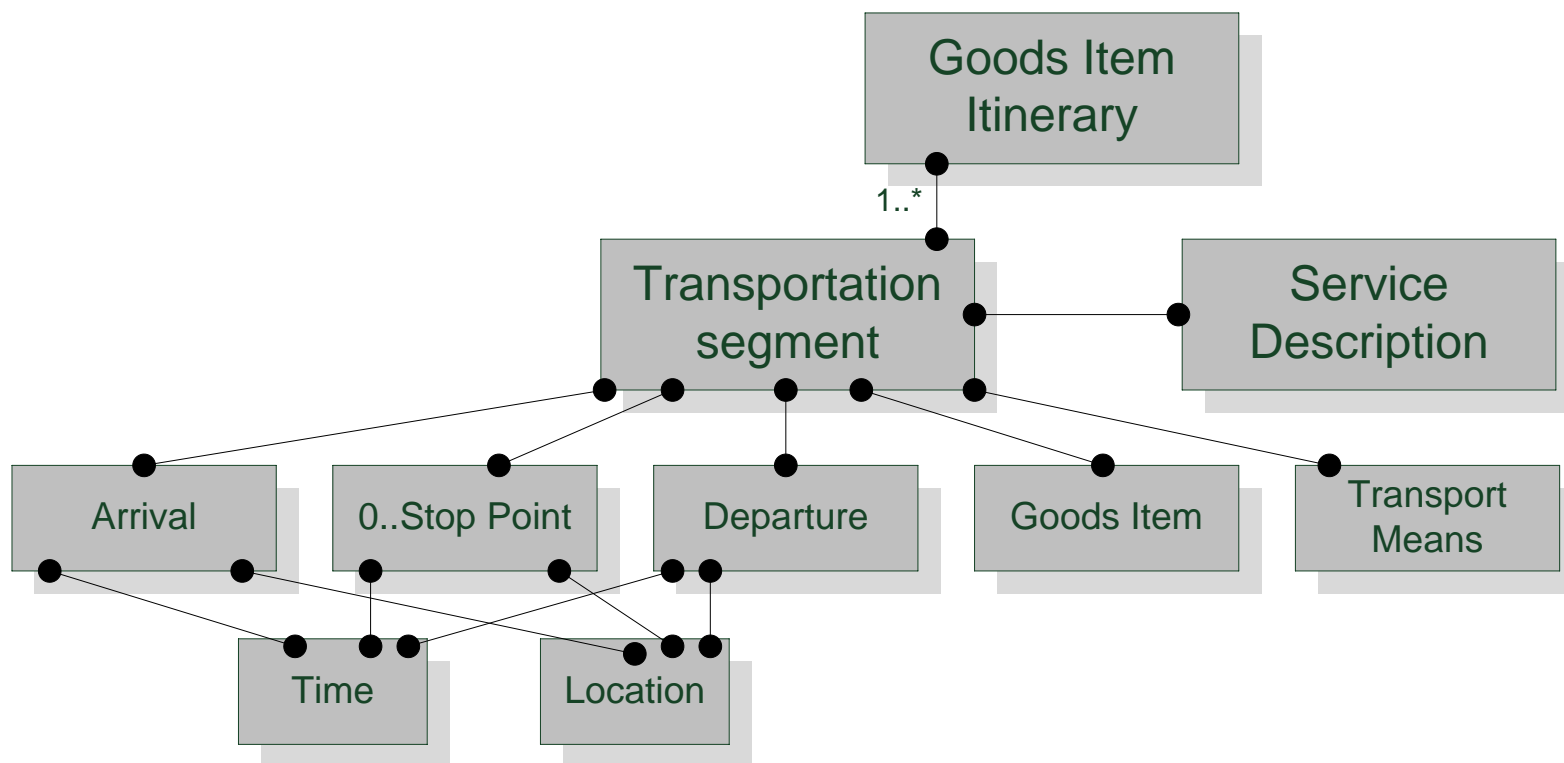 Goods Item
Itinerary
1..*
Transportation
segment
Service
Description
Arrival
0..Stop Point
Departure
Goods Item
Transport
Means
Time
Location